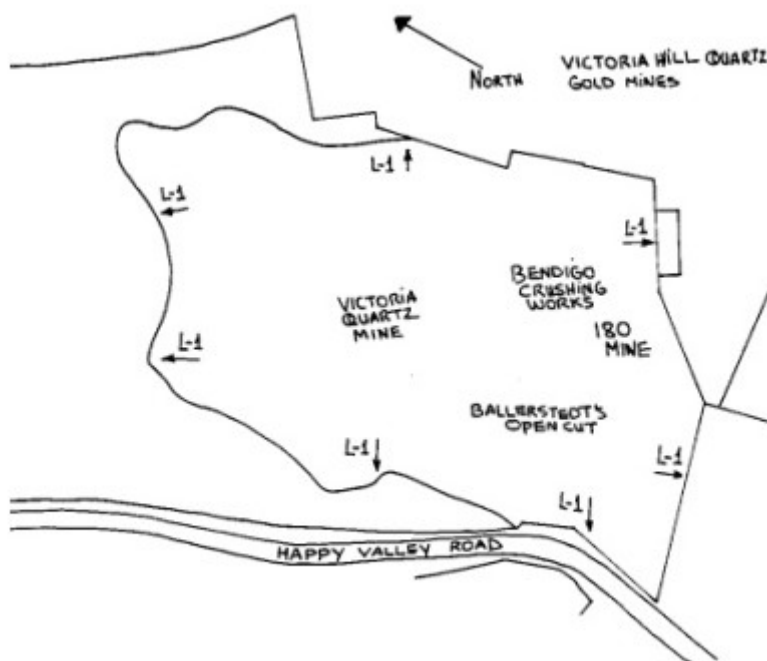 VICTORIA HILL QUARTZ
GOLD MINES
NORTH
L-1
L-1
L-1
BENDIGO
CRUSHING
WORKS
VICTORIA
QUARTZ
MINE
180
MINE
L-1
BALLERSTEDT'S
OPEN CUT
L-1
L-1
L-1
HAPPY VALLEY ROAD